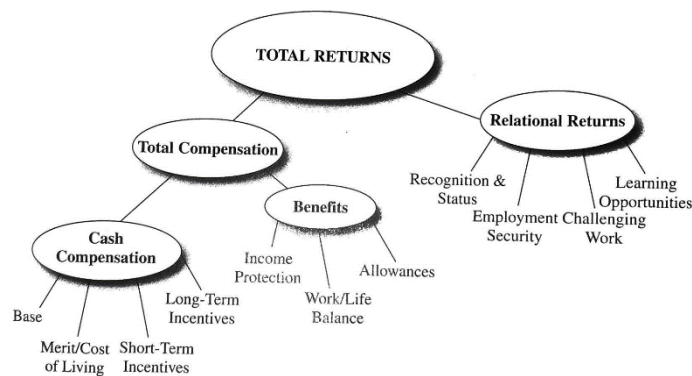 TOTAL RETURNS
Total Compensation
Relational Returns
Cash
Compensation
Benefits
Recognition &
Status
Employment
Security
Challenging
Work
Learning
Opportunities
Base
Merit/Cost
of Living
Short-Term
Incentives
Long-Term
Incentives
Income
Protection
Work/Life
Balance
Allowances